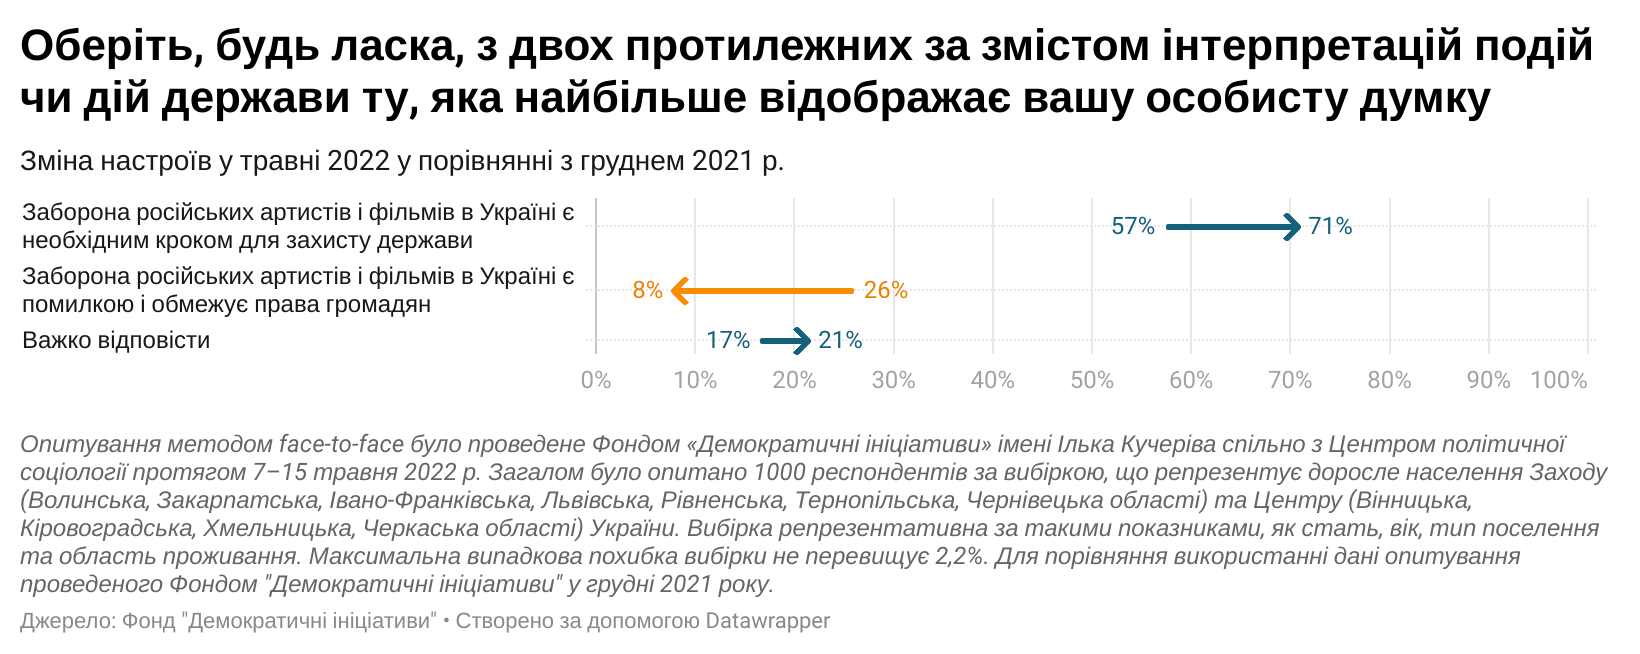 Оберіть, будь ласка, з двох протилежних за змістом інтерпретацій подій
чи дій держави ту, яка найбільше відображає вашу особисту думку
Зміна настроїв у травні 2022 у порівнянні з груднем 2021 р.
Заборона російських артистів і фільмів в Україні є
необхідним кроком для захисту держави
57% 71%
Заборона російських артистів і фільмів в Україні є
помилкою і обмежує права громадян
8% 26%
Важко відповісти
17% 21%
0% 10% 20% 30% 40% 50% 60% 70% 80% 90% 100%
Опитування методом face-to-face було проведене Фондом «Демократичні ініціативи» імені Ілька Кучеріва спільно з Центром політичної
соціології протягом 7–15 травня 2022 р. Загалом було опитано 1000 респондентів за вибіркою, що репрезентує доросле населення Заходу
(Волинська, Закарпатська, Івано-Франківська, Львівська, Рівненська, Тернопільська, Чернівецька області) та Центру (Вінницька,
Кіровоградська, Хмельницька, Черкаська області) України. Вибірка репрезентативна за такими показниками, як стать, вік, тип поселення
та область проживання. Максимальна випадкова похибка вибірки не перевищує 2,2%. Для порівняння використанні дані опитування
проведеного Фондом "Демократичні ініціативи" у грудні 2021 року.
Джерело: Фонд "Демократичні ініціативи" • Створено за допомогою Datawrapper